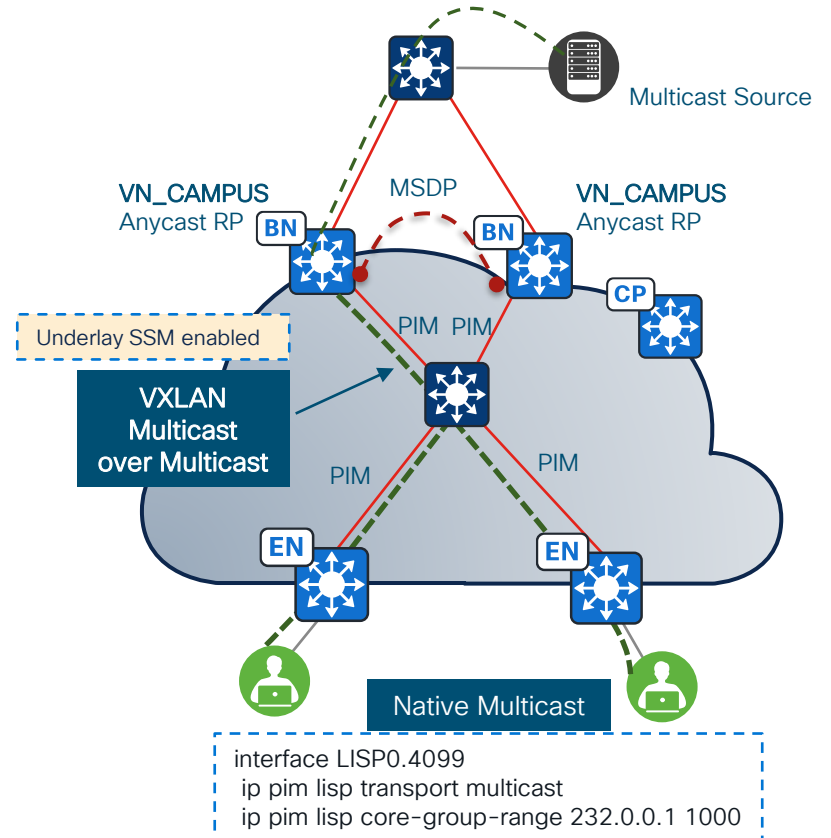 Multicast Source
VN_CAMPUS
Anycast RP
MSDP
VN_CAMPUS
Anycast RP
BN
BN
CP
Underlay SSM enabled
PIM
PIM
VXLAN
Multicast
over Multicast
PIM
PIM
EN
EN
Native Multicast
interface LISP0.4099
ip pim lisp transport multicast
ip pim lisp core-group-range 232.0.0.1 1000